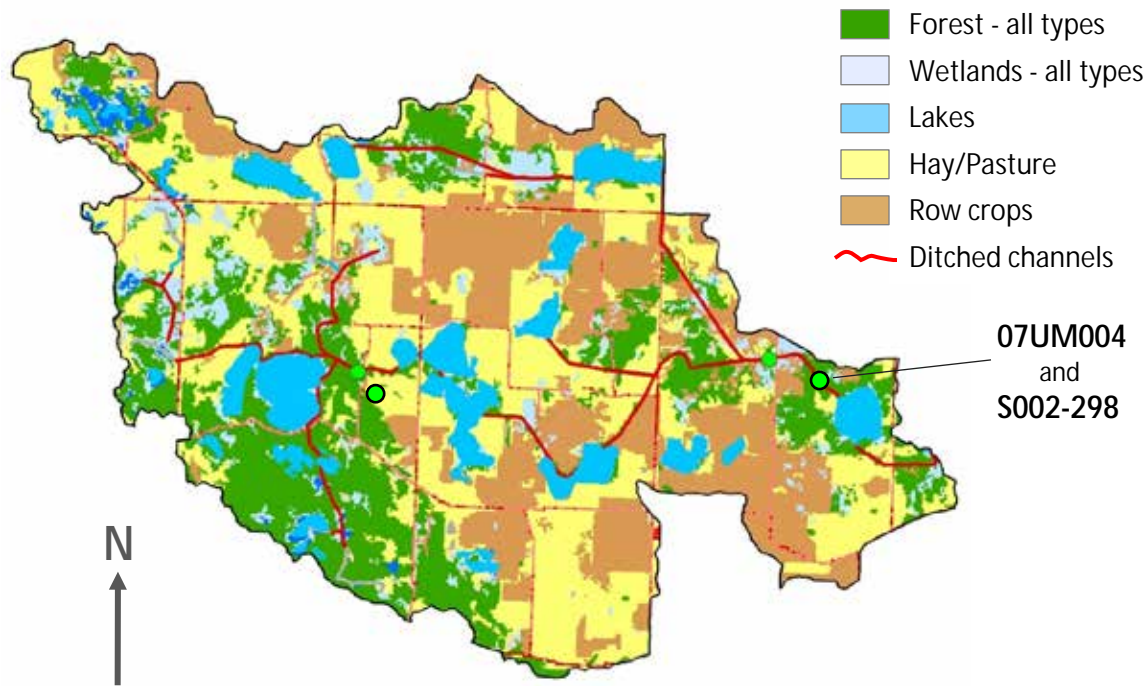 Forest - all types
Wetlands - all types
Lakes
Hay/Pasture
Row crops
Ditched channels
07UM004
and
S002-298
N